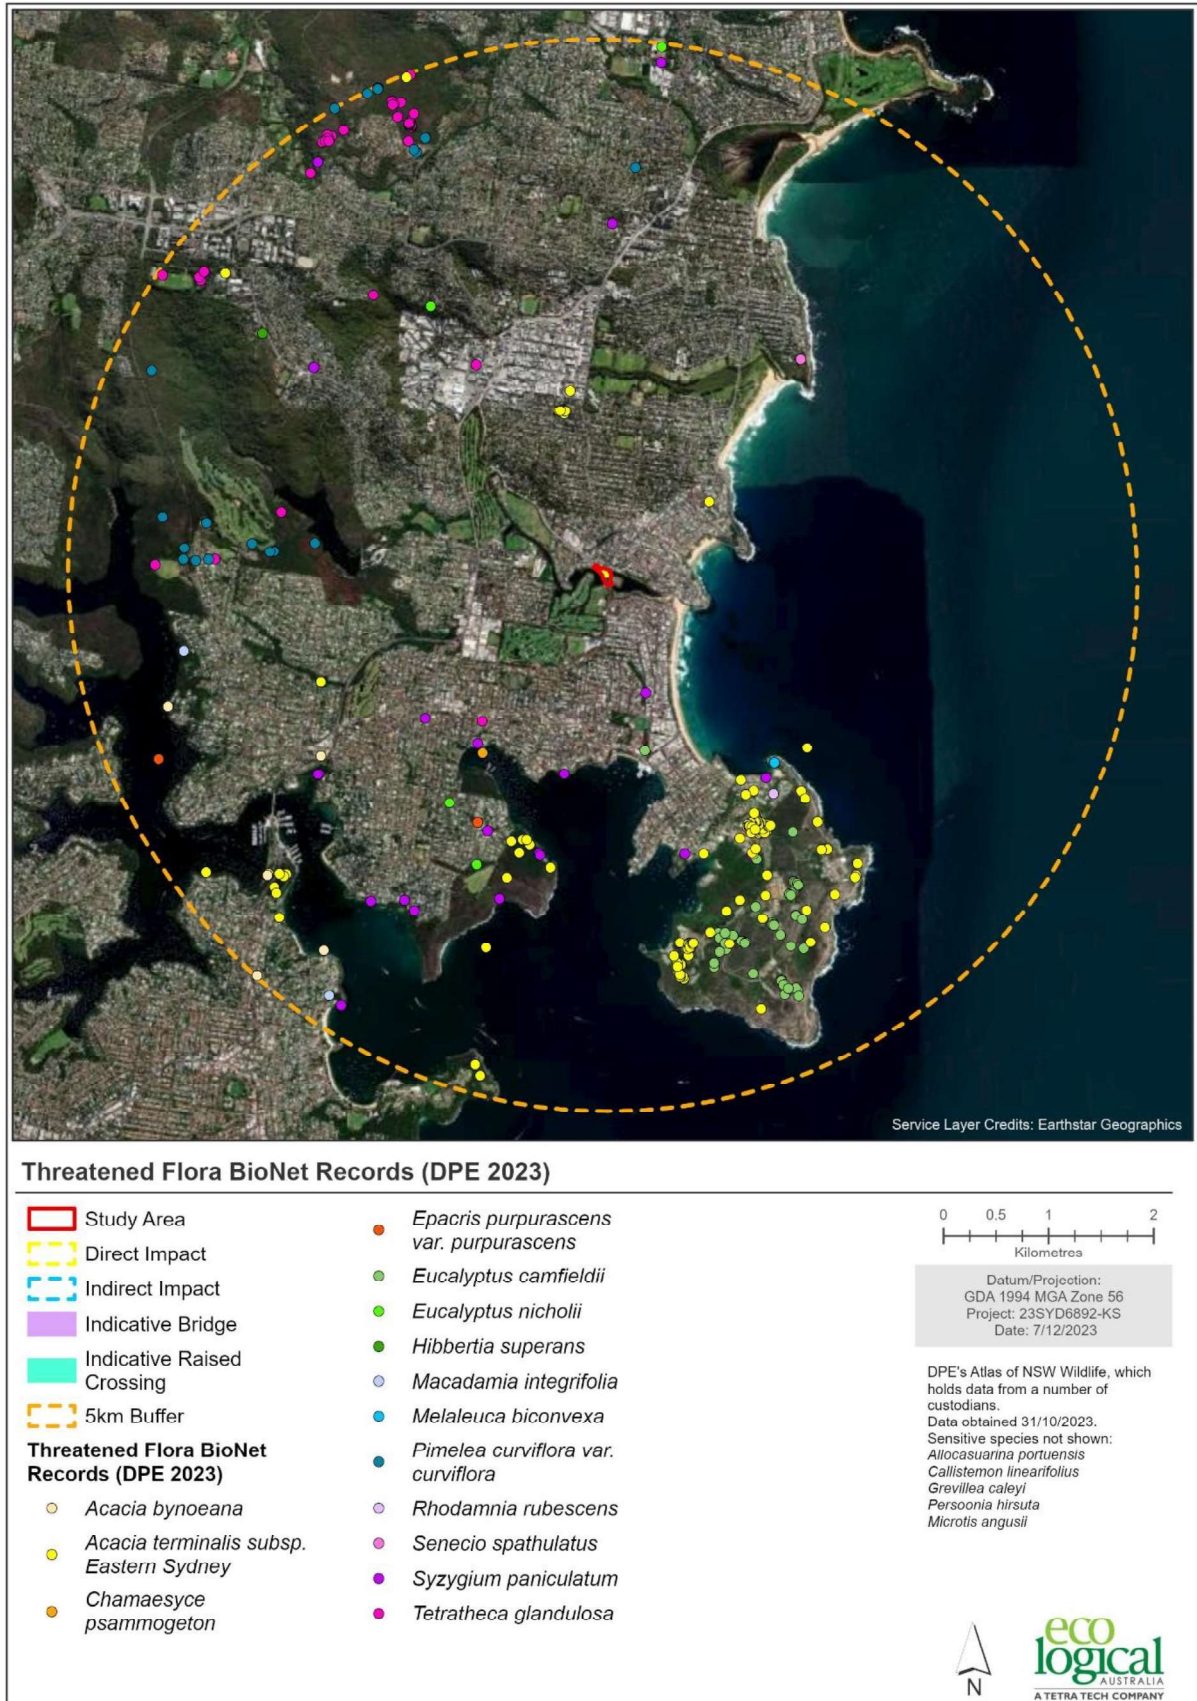 Service Layer Credits: Earthstar Geographics
Threatened Flora BioNet Records (DPE 2023)
Study Area
Direct Impact
Indirect Impact
Indicative Bridge
Indicative Raised
Crossing
5km Buffer
Threatened Flora BioNet
Records (DPE 2023)
Acacia bynoeana
Acacia terminalis subsp.
Eastern Sydney
Chamaesyce
psammogeton
Epacris purpurascens
var. purpurascens
Eucalyptus camfieldii
Eucalyptus nicholii
Hibbertia superans
Macadamia integrifolia
Melaleuca biconvexa
Pimelea curviflora var.
curviflora
Rhodamnia rubescens
Senecio spathulatus
Syzygium paniculatum
Tetratheca glandulosa
0 0.5 1 2
Kilometres
Datum/Projection:
GDA 1994 MGA Zone 56
Project: 23SYD6892-KS
Date: 7/12/2023
DPE's Atlas of NSW Wildlife, which
holds data from a number of
custodians.
Data obtained 31/10/2023.
Sensitive species not shown:
Allocasuarina portuensis
Callistemon linearifolius
Grevillea caleyi
Persoonia hirsuta
Microtis angusii
N
eco
logical
AUSTRALIA
A TETRA TECH COMPANY